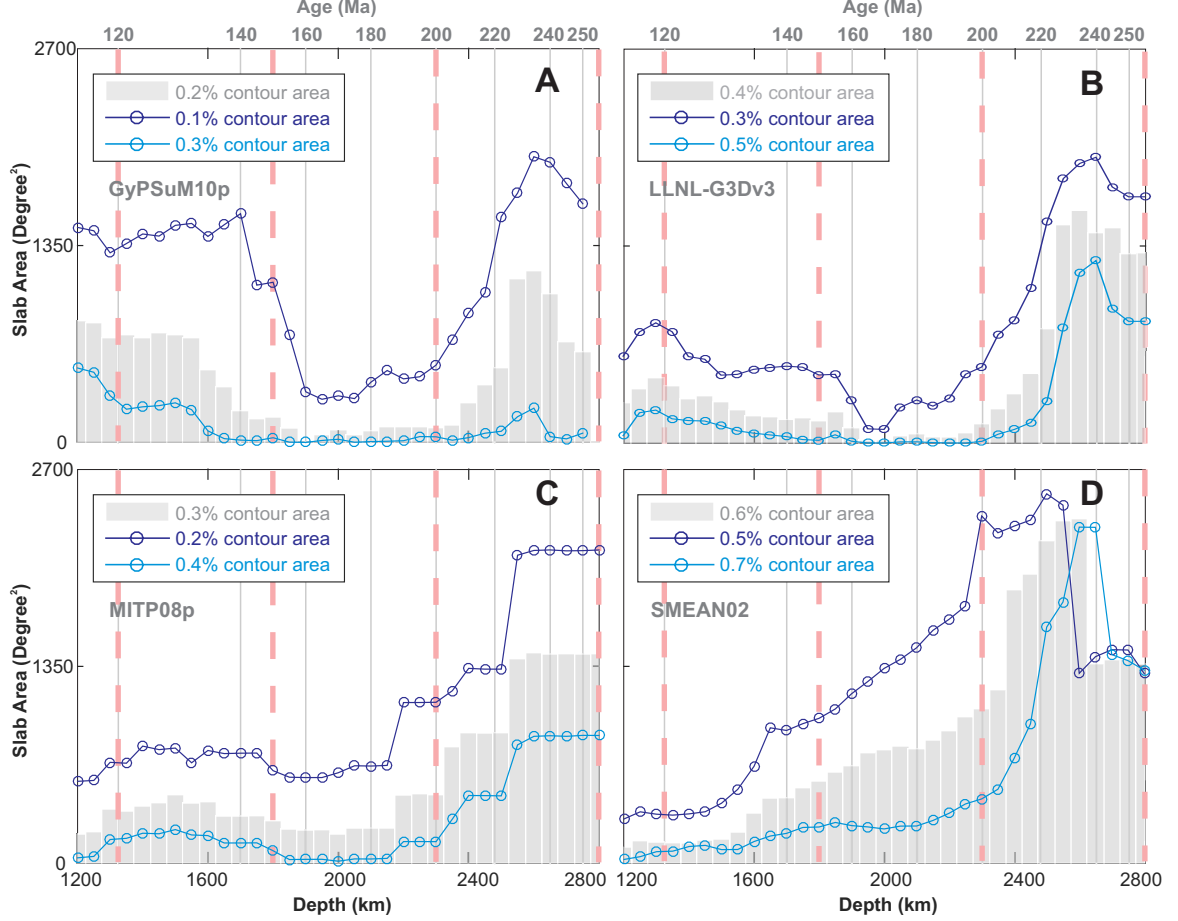 Age (Ma)
Age (Ma)
120 140 160 180 200 220 240 250
120 140 160 180 200 220 240 250
2700
1350
0
Slab Area (Degree²)
0.2% contour area
0.1% contour area
0.3% contour area
A
GyPSuM10p
0.4% contour area
0.3% contour area
0.5% contour area
B
LLNL-G3Dv3
2700
1350
0
Slab Area (Degree²)
0.3% contour area
0.2% contour area
0.4% contour area
C
MITP08p
0.6% contour area
0.5% contour area
0.7% contour area
D
SMEAN02
1200 1600 2000 2400 2800
1200 1600 2000 2400 2800
Depth (km)
Depth (km)